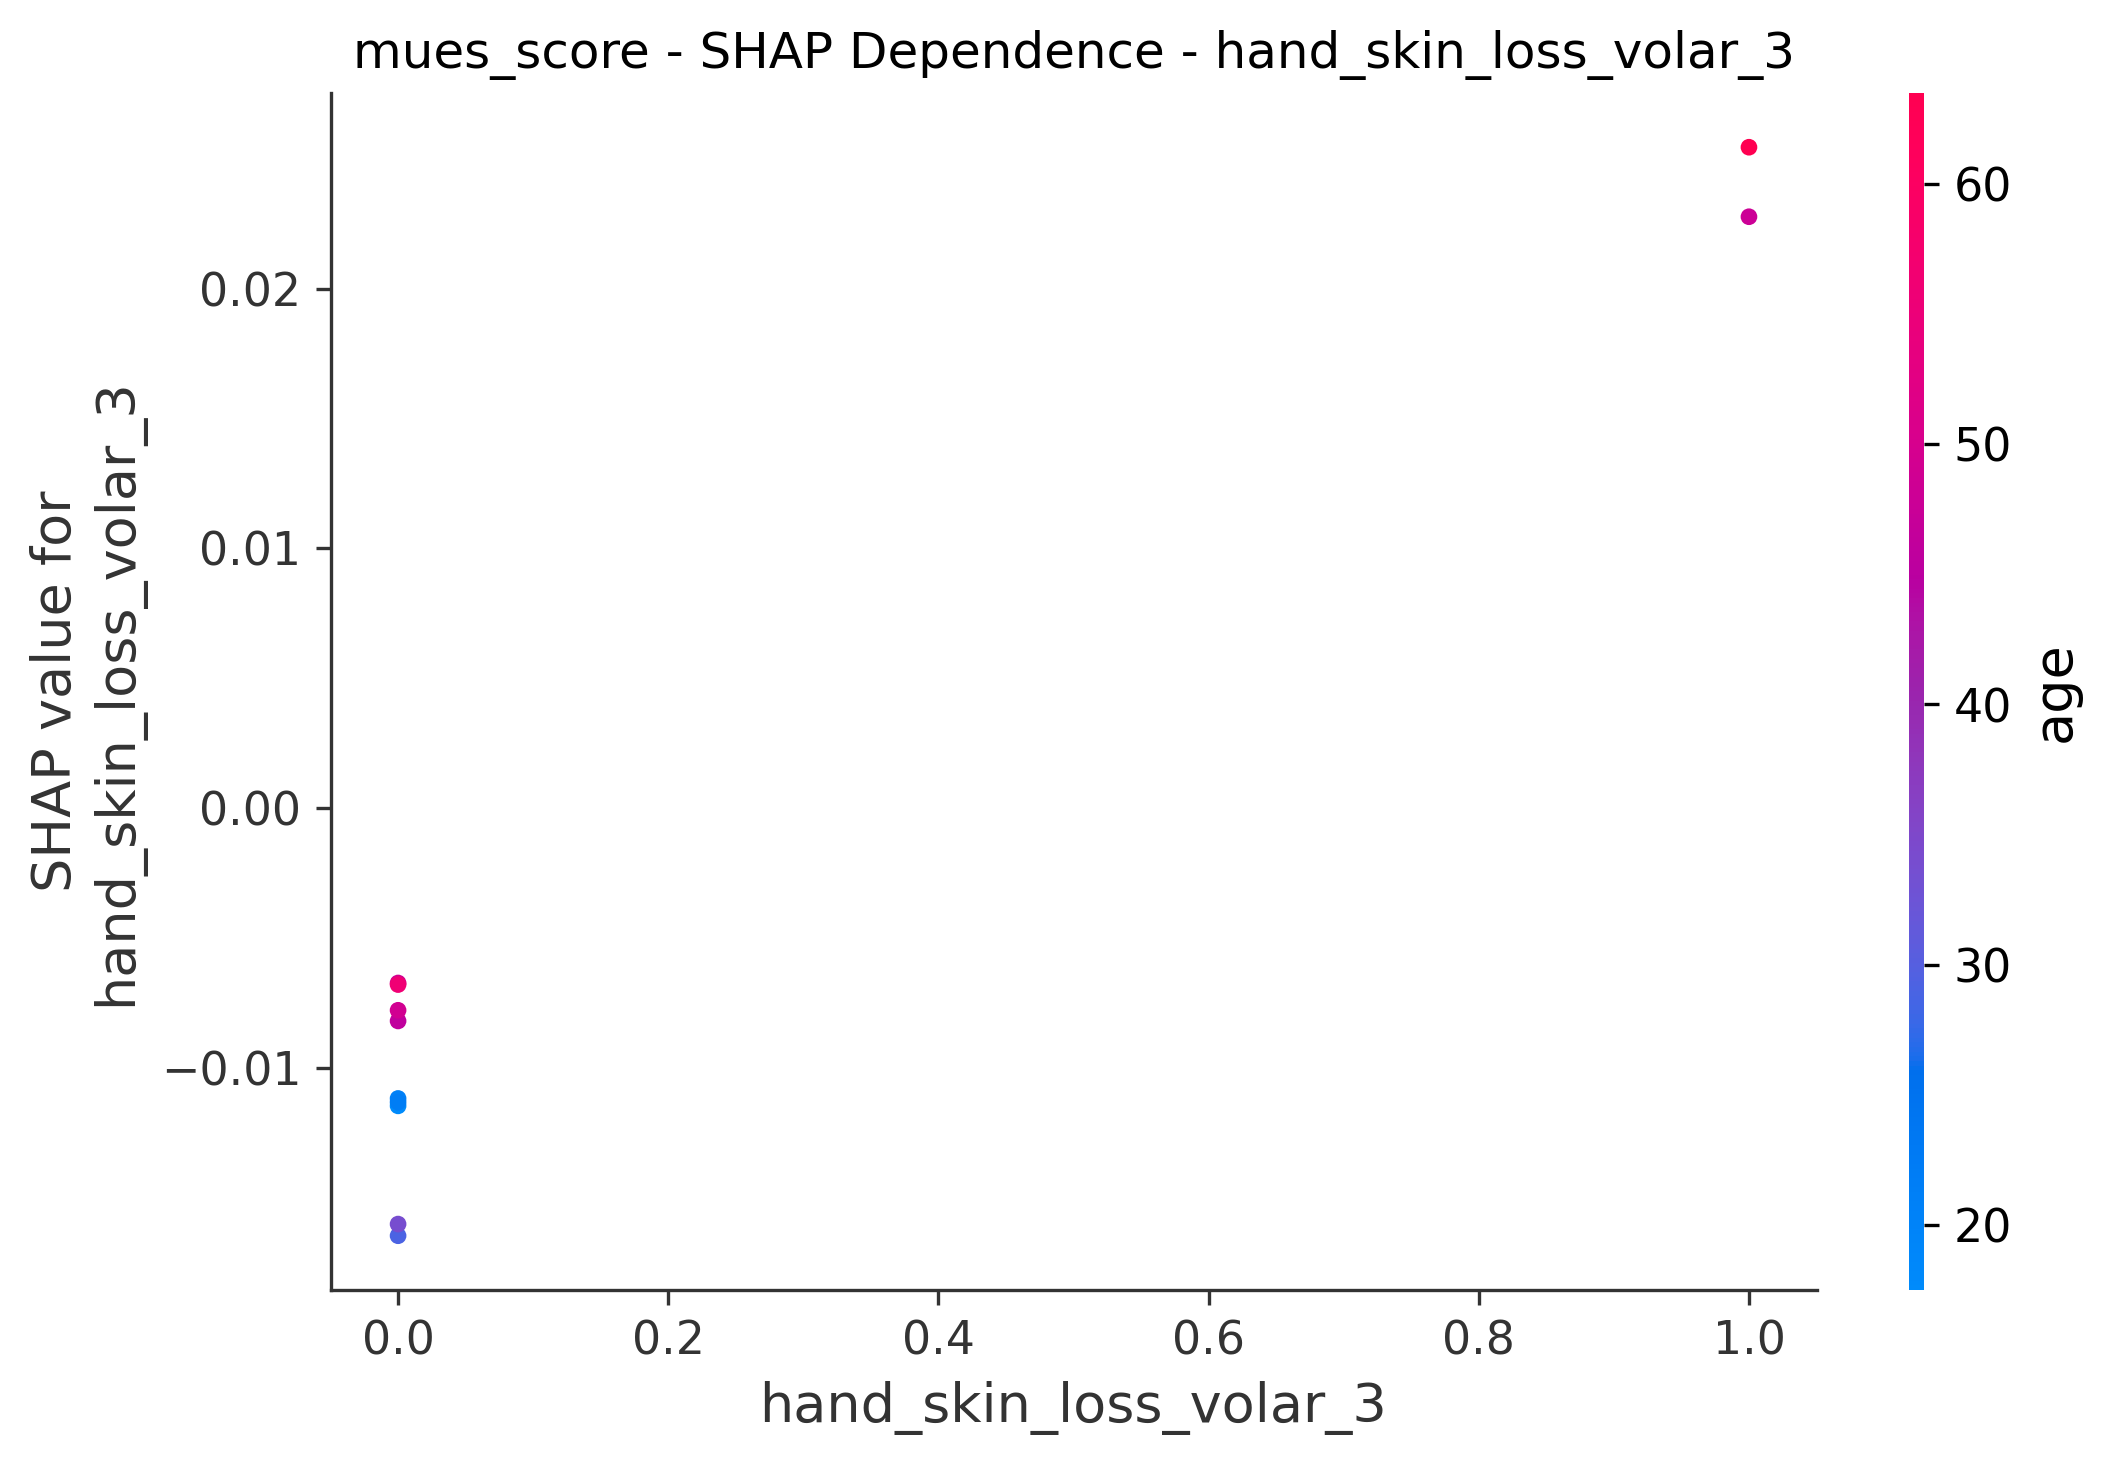 mues_score - SHAP Dependence - hand_skin_loss_volar_3
SHAP value for
hand_skin_loss_volar_3
0.02
0.01
0.00
−0.01
0.0 0.2 0.4 0.6 0.8 1.0
hand_skin_loss_volar_3
60
50
40
30
20
age